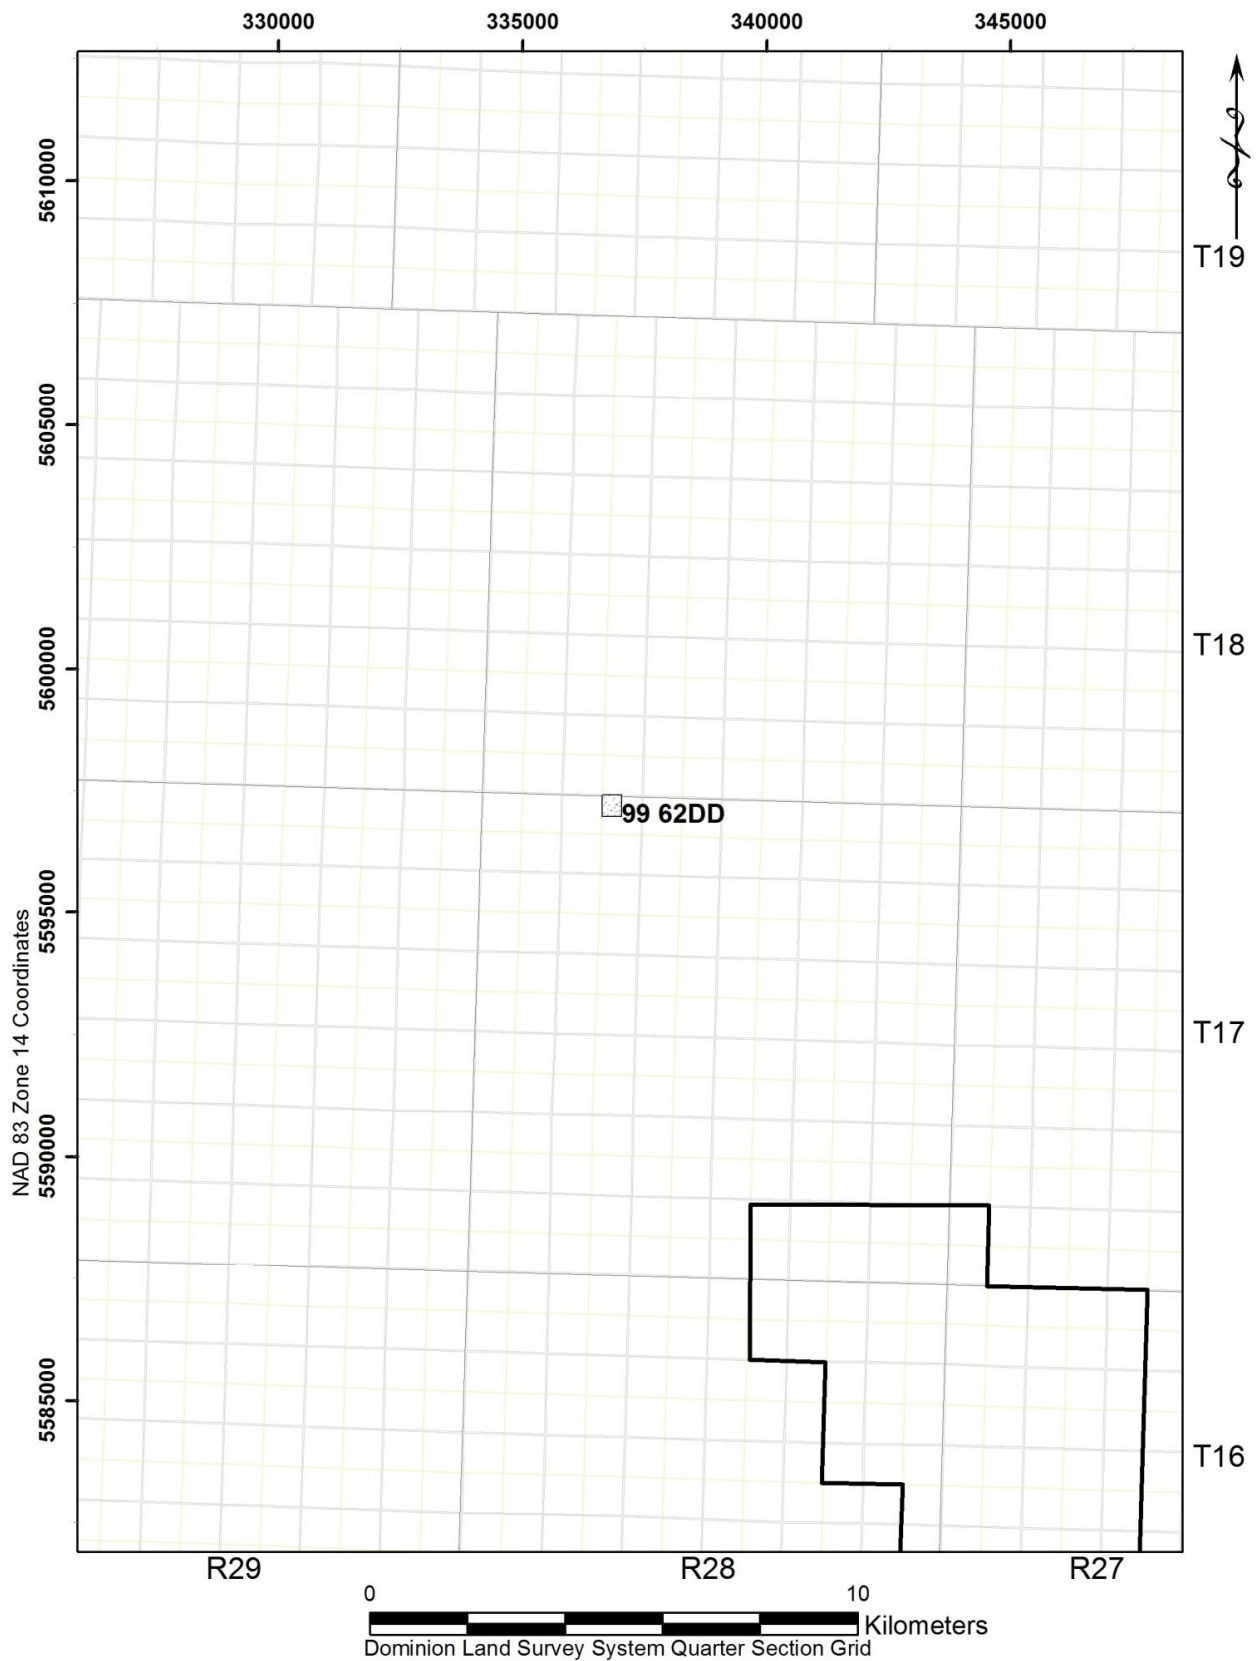 330000 335000 340000 345000
5610000
T19
5605000
T18
5600000
99 62DD
5595000
NAD 83 Zone 14 Coordinates
T17
5590000
5585000
T16
R29 R28 R27
0 10
Kilometers
Dominion Land Survey System Quarter Section Grid